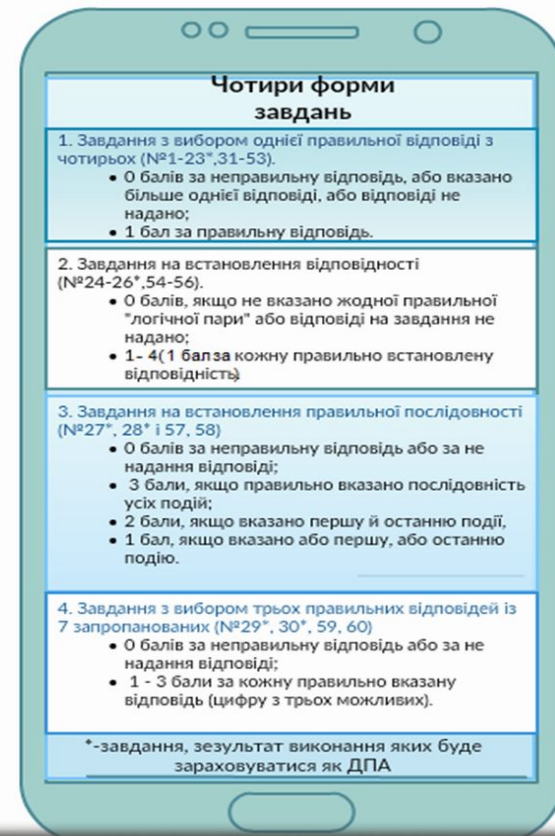 Чотири форми
завдань
1. Завдання з вибором однієї правильної відповіді з
чотирьох (№1-23*,31-53).
• 0 балів за неправильну відповідь, або вказано
більше однієї відповіді, або відповіді не
надано;
• 1 бал за правильну відповідь.
2. Завдання на встановлення відповідності
(№24-26*,54-56).
• 0 балів, якщо не вказано жодної правильної
"логічної пари" або відповіді на завдання не
надано;
• 1- 4(1 бал за кожну правильно встановлену
відповідність)
3. Завдання на встановлення правильної послідовності
(№27*, 28* і 57, 58)
• 0 балів за неправильну відповідь або за не
надання відповіді;
• 3 бали, якщо правильно вказано послідовність
усіх подій;
• 2 бали, якщо вказано першу й останню події,
• 1 бал, якщо вказано або першу, або останню
подію.
4. Завдання з вибором трьох правильних відповідей із
7 запропонованих (№29*, 30*, 59, 60)
• 0 балів за неправильну відповідь або за не
надання відповіді;
• 1 - 3 бали за кожну правильно вказану
відповідь (цифру з трьох можливих).
*-завдання, зезультат виконання яких буде
зараховуватися як ДПА